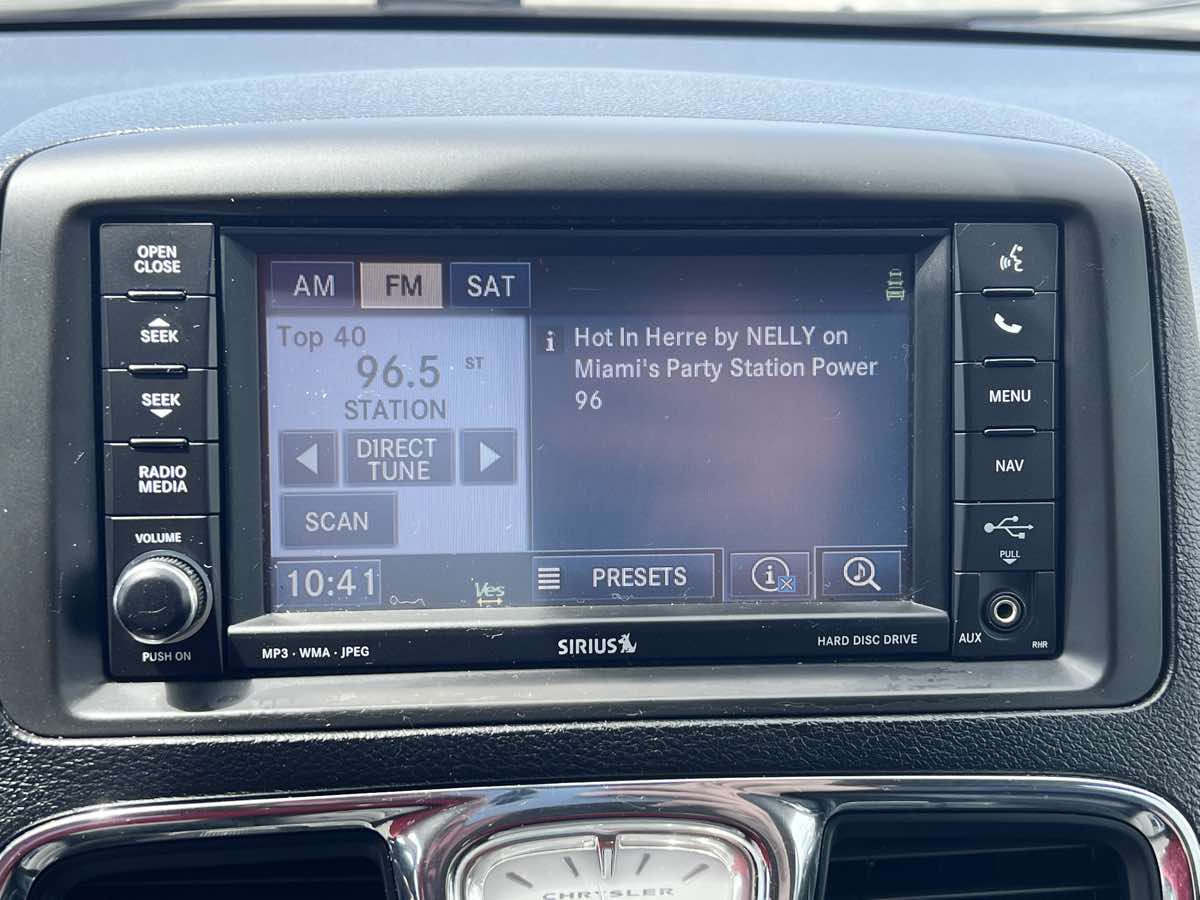 OPEN
CLOSE
SEEK
SEEK
RADIO
MEDIA
VOLUME
PUSH ON
AM FM SAT
Top 40
96.5 ST
STATION
DIRECT
TUNE
SCAN
10:41
Ves
i Hot In Herre by NELLY on
Miami's Party Station Power
96
PRESETS
i
MENU
NAV
PULL
AUX
RHR
MP3 · WMA · JPEG
SIRIUS
HARD DISC DRIVE
CHRYSLER